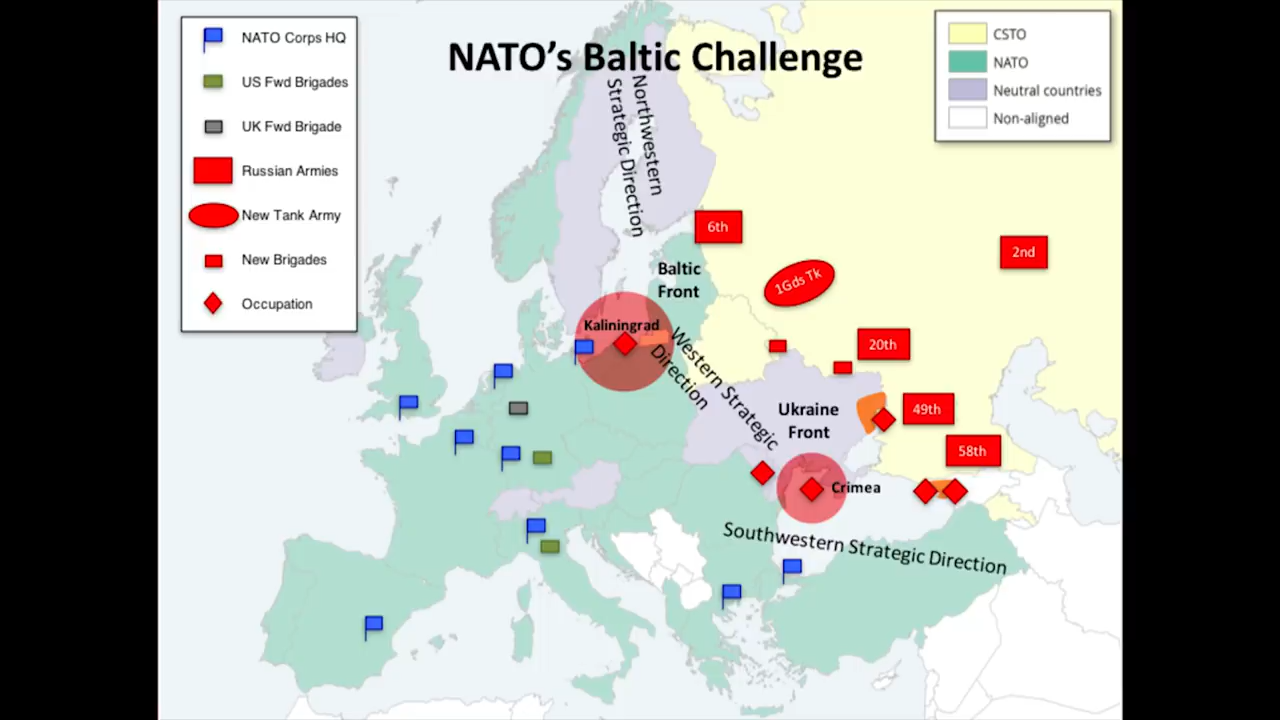 NATO's Baltic Challenge
NATO Corps HQ
US Fwd Brigades
UK Fwd Brigade
Russian Armies
New Tank Army
New Brigades
Occupation
CSTO
NATO
Neutral countries
Non-aligned
Northwestern
Strategic Direction
6th
2nd
1Gds Tk
Baltic
Front
Kaliningrad
20th
Western Strategic
Direction
Ukraine
Front
49th
58th
Crimea
Southwestern Strategic Direction